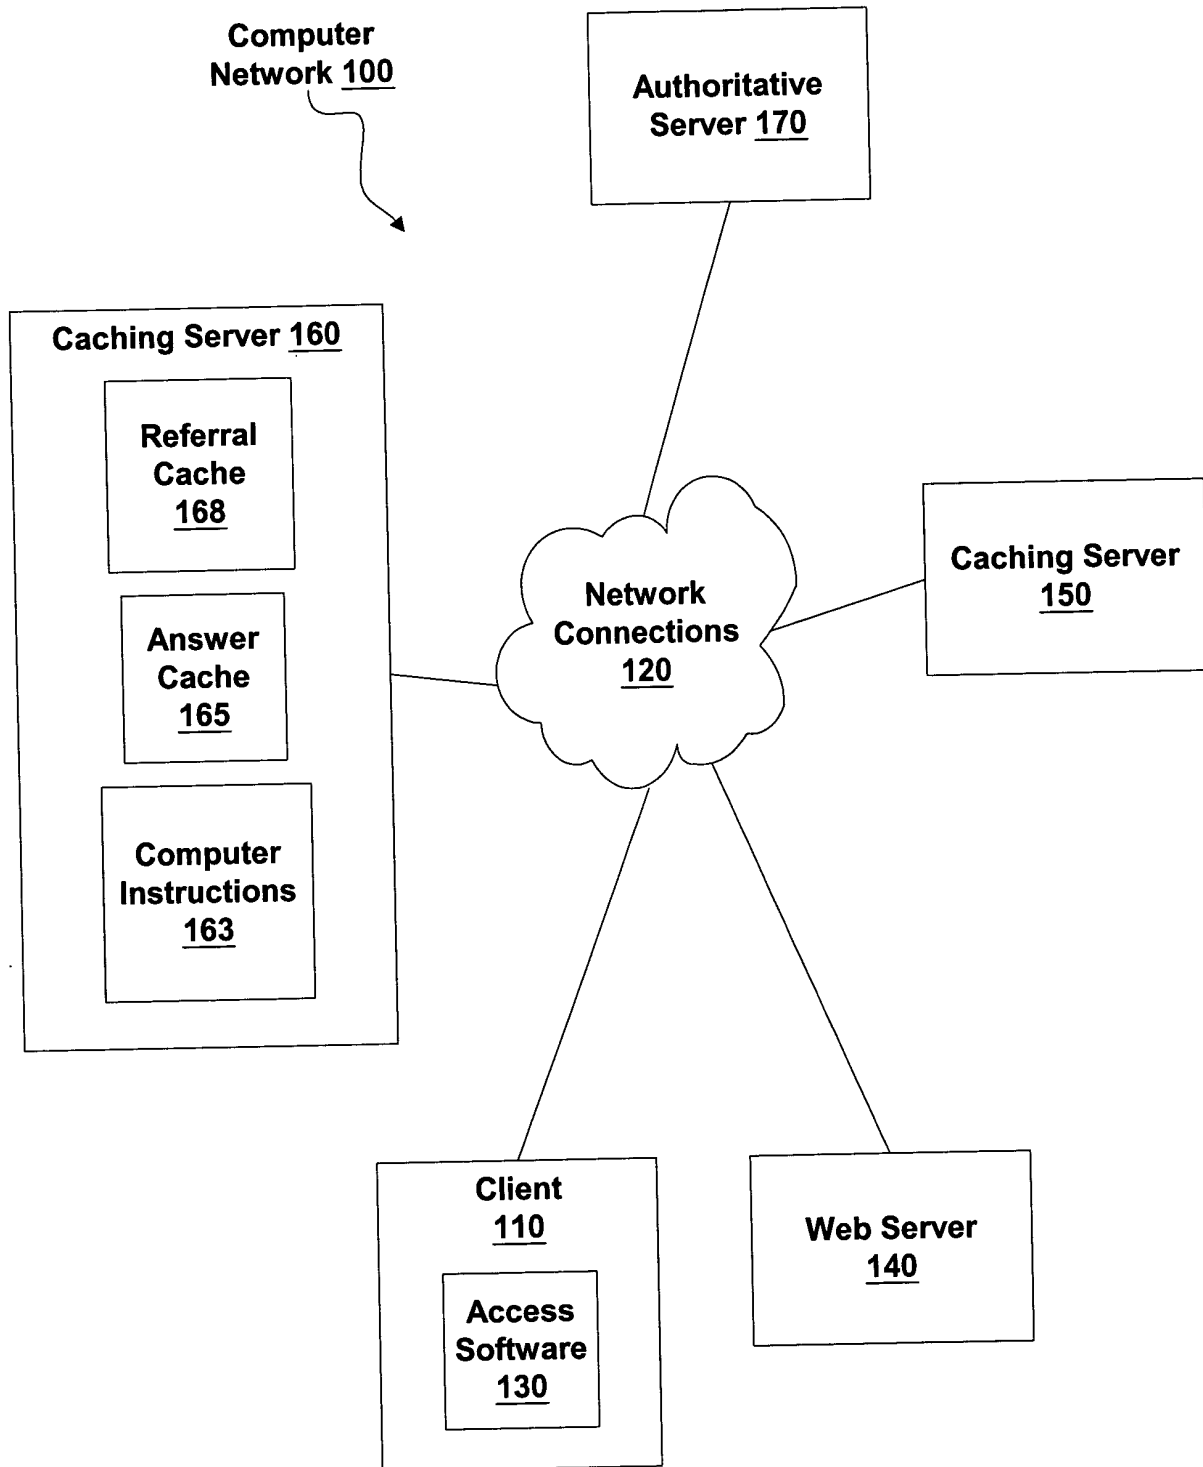 Computer
Network 100
Authoritative
Server 170
Caching Server 160
Referral
Cache
168
Answer
Cache
165
Computer
Instructions
163
Network
Connections
120
Caching Server
150
Client
110
Access
Software
130
Web Server
140